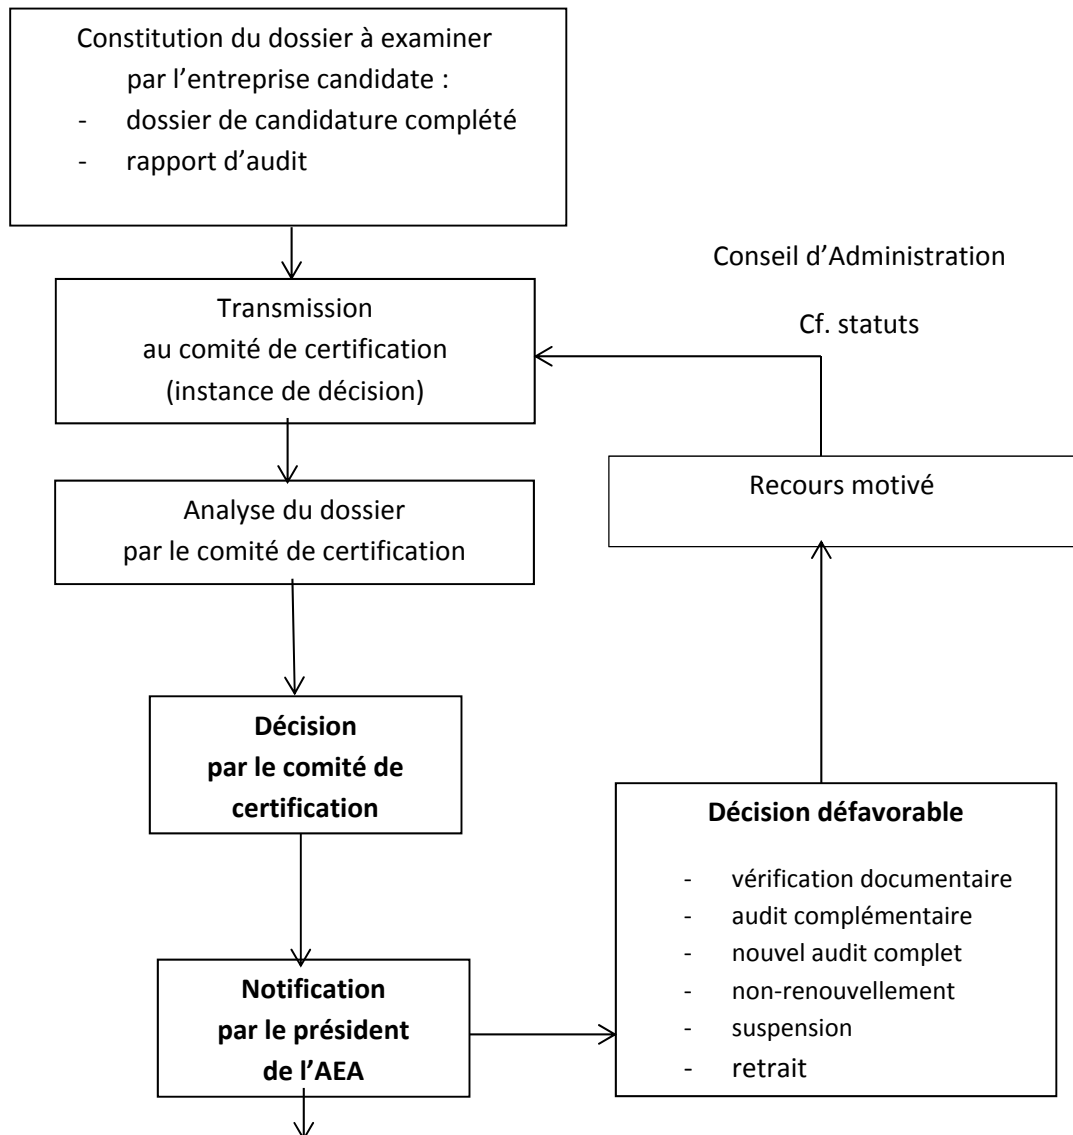 Constitution du dossier à examiner
par l’entreprise candidate :
- dossier de candidature complété
- rapport d’audit
Conseil d’Administration
Cf. statuts
Transmission
au comité de certification
(instance de décision)
Recours motivé
Analyse du dossier
par le comité de certification
Décision
par le comité de
certification
Décision défavorable
- vérification documentaire
- audit complémentaire
- nouvel audit complet
- non-renouvellement
- suspension
- retrait
Notification
par le président
de l’AEA